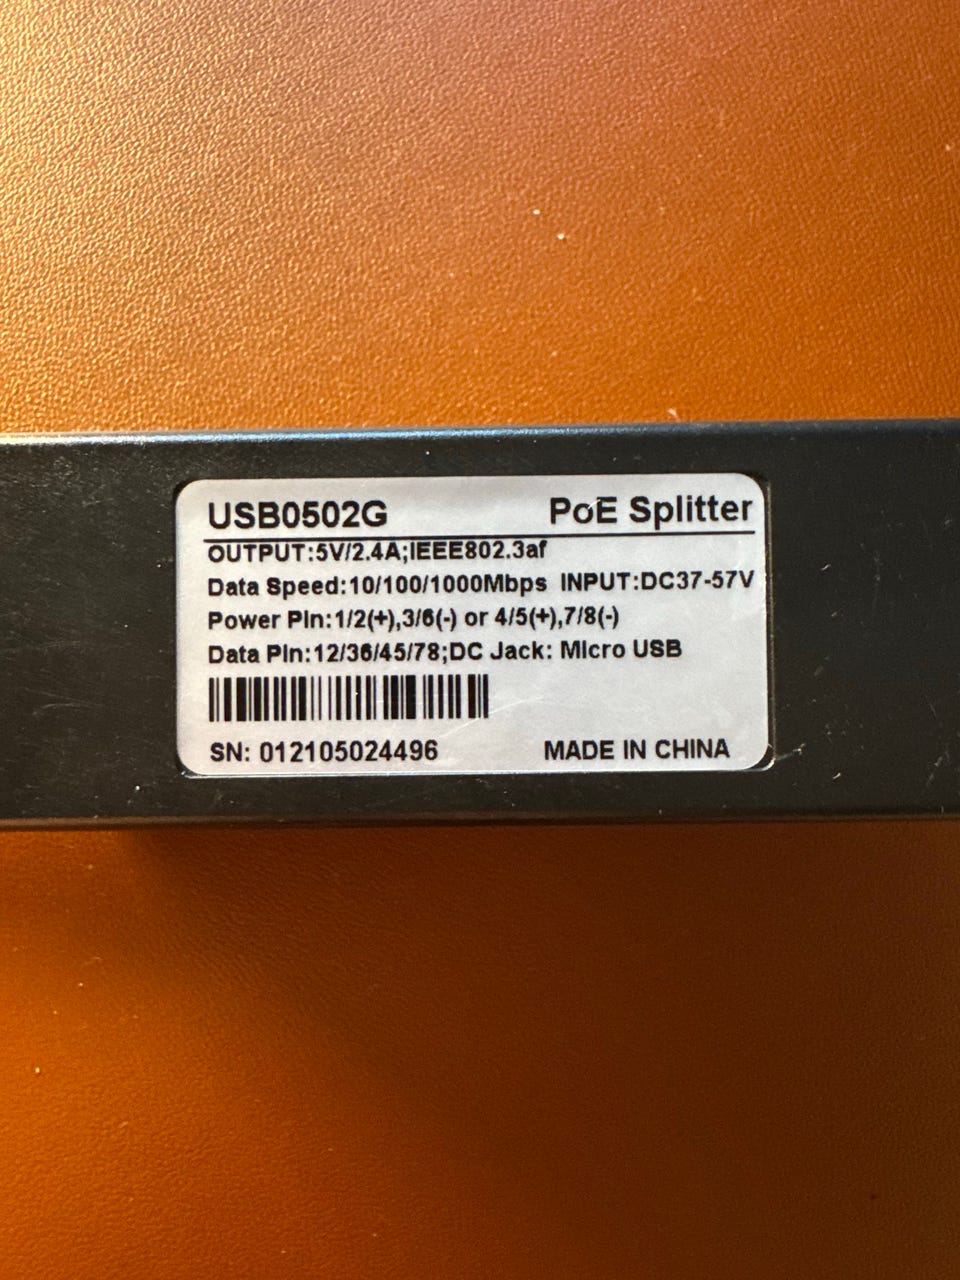 USB0502G PoE Splitter
OUTPUT:5V/2.4A;IEEE802.3af
Data Speed:10/100/1000Mbps INPUT:DC37-57V
Power Pin:1/2(+),3/6(-) or 4/5(+),7/8(-)
Data Pin:12/36/45/78;DC Jack: Micro USB
SN: 012105024496 MADE IN CHINA